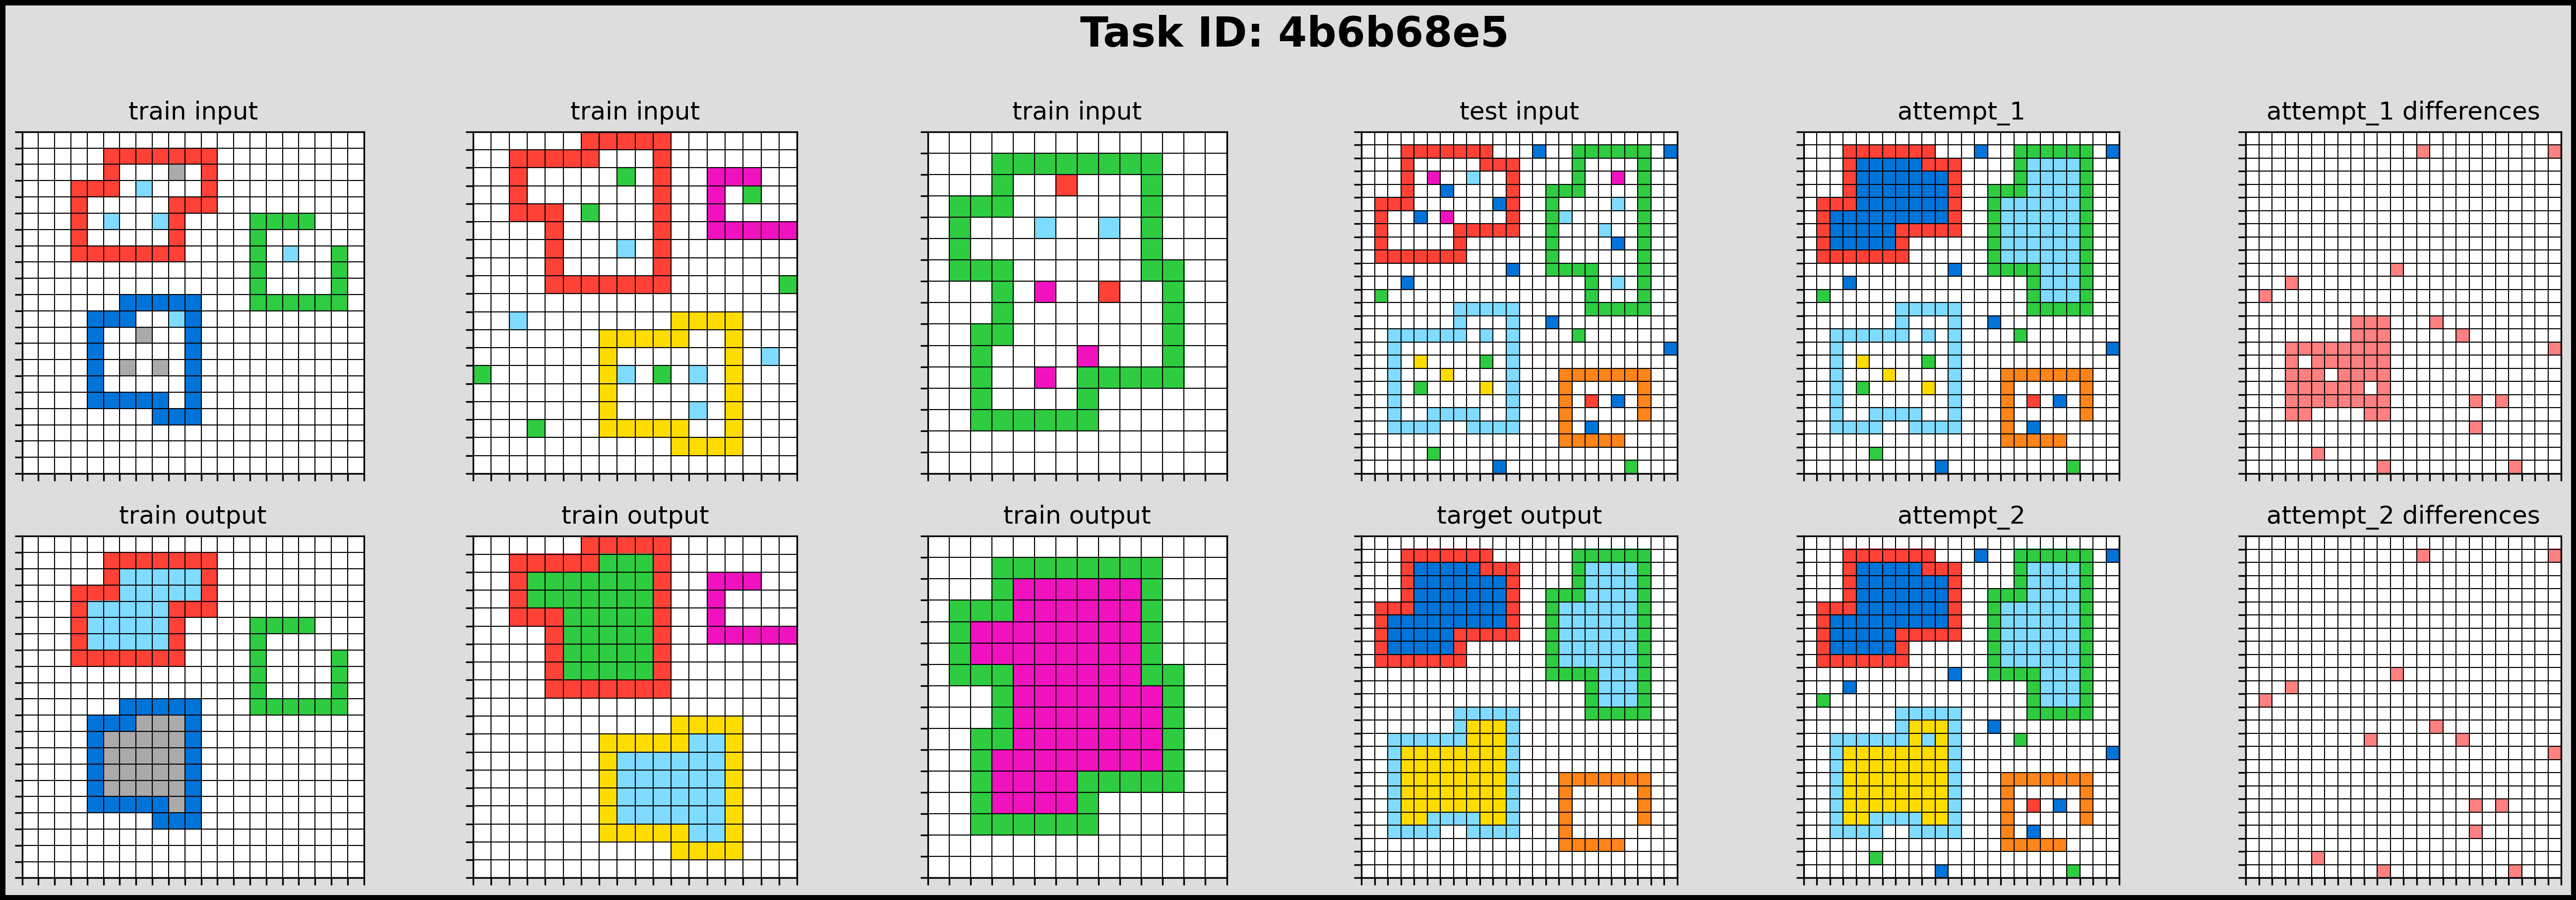 Task ID: 4b6b68e5
train input
train input
train input
test input
attempt_1
attempt_1 differences
train output
train output
train output
target output
attempt_2
attempt_2 differences